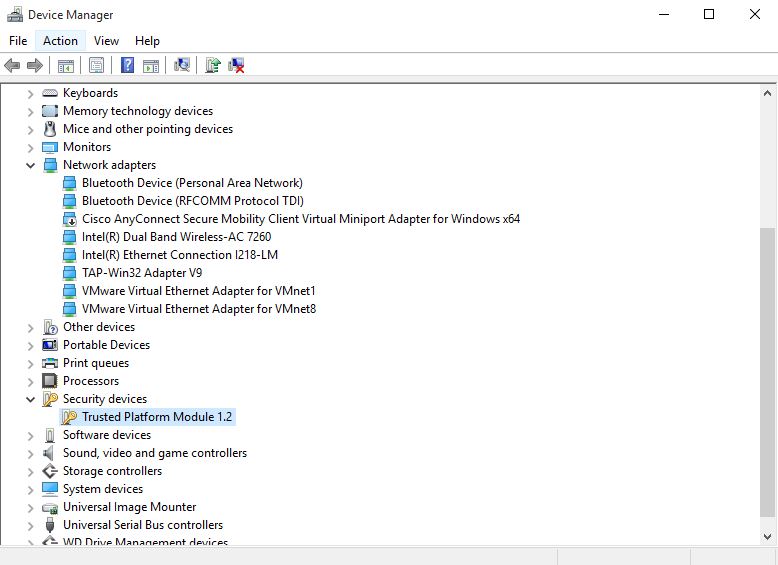 Device Manager
File Action View Help
Keyboards
Memory technology devices
Mice and other pointing devices
Monitors
Network adapters
Bluetooth Device (Personal Area Network)
Bluetooth Device (RFCOMM Protocol TDI)
Cisco AnyConnect Secure Mobility Client Virtual Miniport Adapter for Windows x64
Intel(R) Dual Band Wireless-AC 7260
Intel(R) Ethernet Connection I218-LM
TAP-Win32 Adapter V9
VMware Virtual Ethernet Adapter for VMnet1
VMware Virtual Ethernet Adapter for VMnet8
Other devices
Portable Devices
Print queues
Processors
Security devices
Trusted Platform Module 1.2
Software devices
Sound, video and game controllers
Storage controllers
System devices
Universal Image Mounter
Universal Serial Bus controllers
WD Drive Management devices